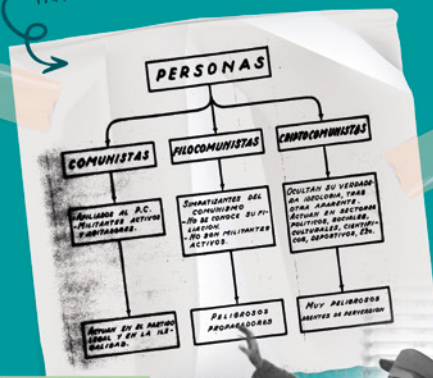 PERSONAS
COMUNISTAS
FILOCOMUNISTAS
CRIPTOCOMUNISTAS
- AFILIADOS AL P.C.
- MILITANTES ACTIVOS
Y AGITADORES.
SIMPATIZANTES DEL
COMUNISMO
- NO SE CONOCE SU FI-
LIACION.
- NO SON MILITANTES
ACTIVOS.
OCULTAN SU VERDADE-
RA IDEOLOGIA, TRAS
OTRA APARENTE.
ACTUAN EN SECTORES
POLITICOS, SOCIALES,
CULTURALES, CIENTIFI-
COS, DEPORTIVOS, ETC.
ACTUAN EN EL PARTIDO
LEGAL Y EN LA ILE-
GALIDAD.
PELIGROSOS
PROPAGADORES
MUY PELIGROSOS
AGENTES DE PERVERSION